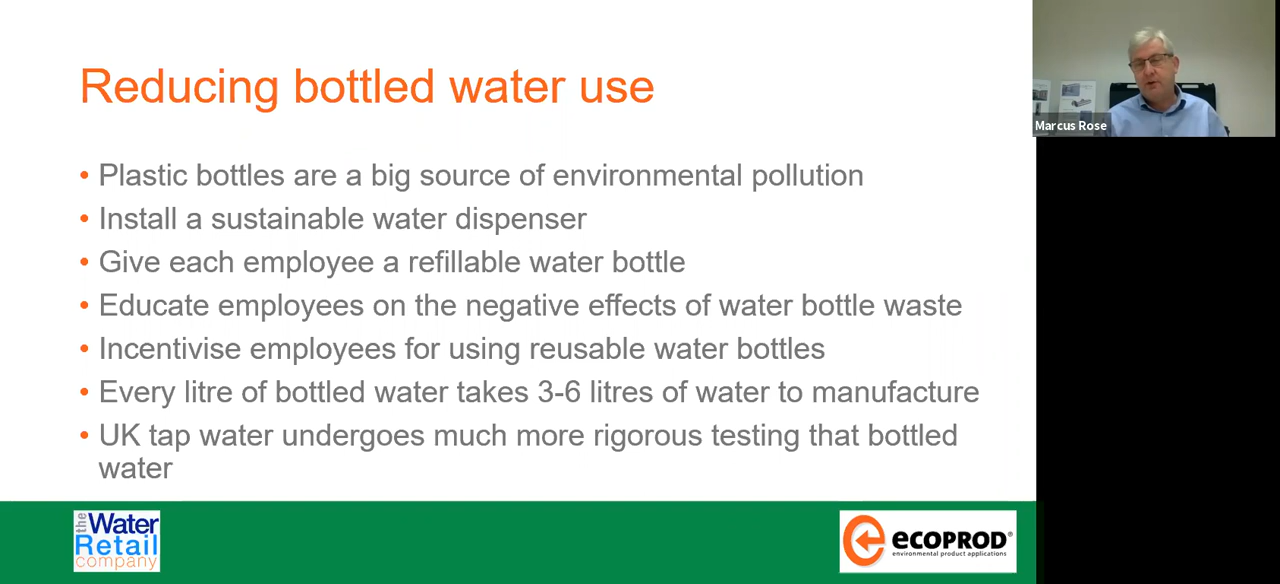 Reducing bottled water use
Marcus Rose
• Plastic bottles are a big source of environmental pollution
• Install a sustainable water dispenser
• Give each employee a refillable water bottle
• Educate employees on the negative effects of water bottle waste
• Incentivise employees for using reusable water bottles
• Every litre of bottled water takes 3-6 litres of water to manufacture
• UK tap water undergoes much more rigorous testing that bottled
water
the Water
Retail
company
ECOPROD®
environmental product applications